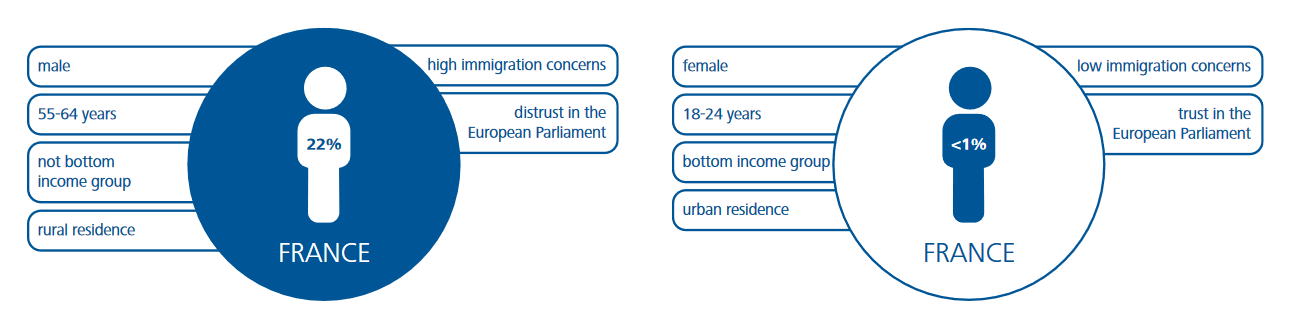 male
55-64 years
not bottom
income group
rural residence
high immigration concerns
distrust in the
European Parliament
22%
FRANCE
female
18-24 years
bottom income group
urban residence
low immigration concerns
trust in the
European Parliament
<1%
FRANCE